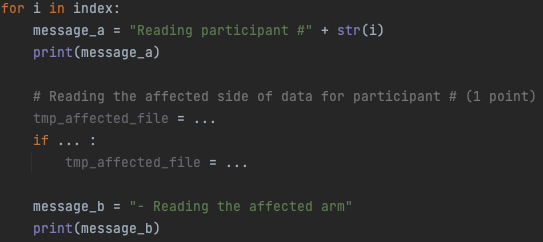 for i in index:
    message_a = "Reading participant #" + str(i)
    print(message_a)

    # Reading the affected side of data for participant # (1 point)
    tmp_affected_file = ...
    if ... :
        tmp_affected_file = ...

    message_b = "- Reading the affected arm"
    print(message_b)